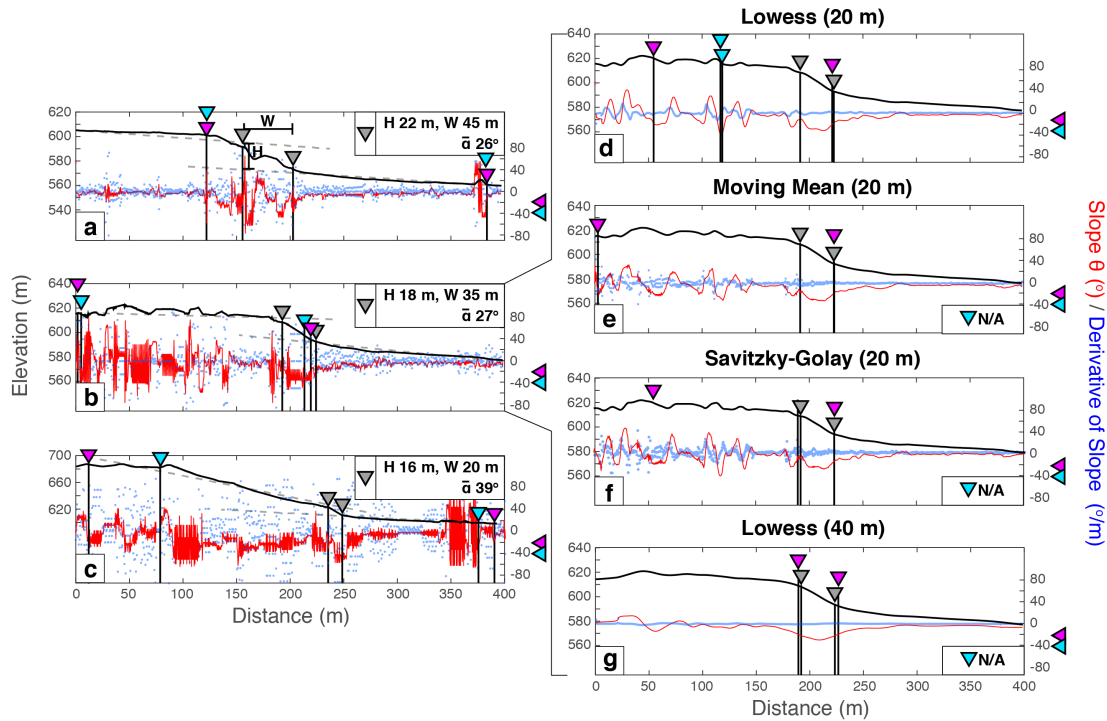 Elevation (m)
620
600
580
560
540
80
40
0
-40
-80
W
H
H 22 m, W 45 m
ᾱ 26°
a
640
620
600
580
560
80
40
0
-40
-80
H 18 m, W 35 m
ᾱ 27°
b
700
660
620
80
40
0
-40
-80
H 16 m, W 20 m
ᾱ 39°
c
0 50 100 150 200 250 300 350 400
Distance (m)
Lowess (20 m)
640
620
600
580
560
80
40
0
-40
-80
d
Moving Mean (20 m)
640
620
600
580
560
80
40
0
-40
-80
N/A
e
Savitzky-Golay (20 m)
640
620
600
580
560
80
40
0
-40
-80
N/A
f
Lowess (40 m)
640
620
600
580
560
80
40
0
-40
-80
N/A
g
0 50 100 150 200 250 300 350 400
Distance (m)
Slope θ (°) / Derivative of Slope (°/m)